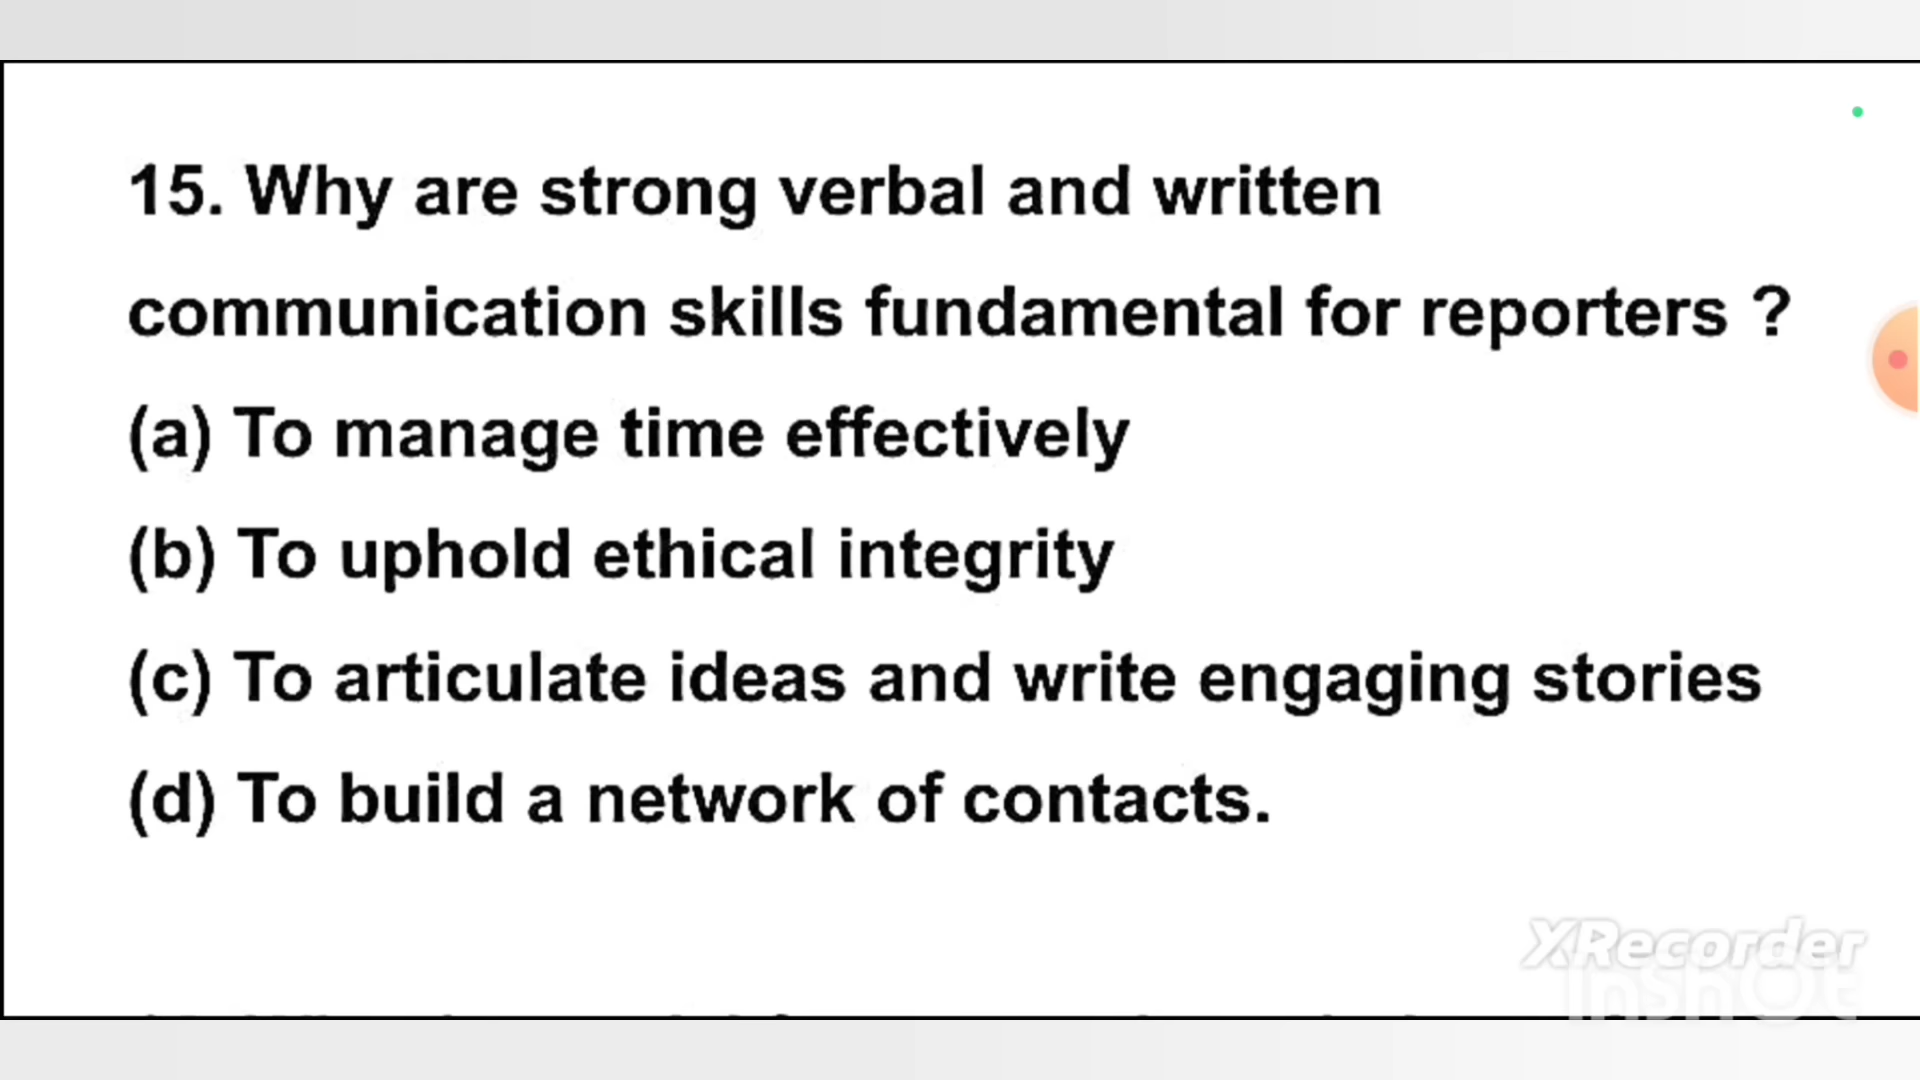 15. Why are strong verbal and written
communication skills fundamental for reporters ?
(a) To manage time effectively
(b) To uphold ethical integrity
(c) To articulate ideas and write engaging stories
(d) To build a network of contacts.
XRecorder
InShOt